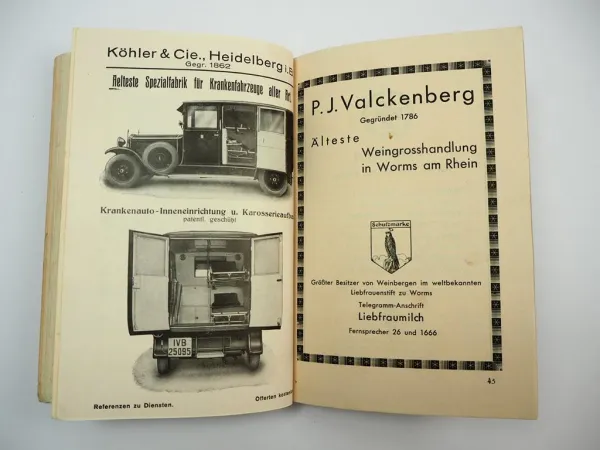 Köhler & Cie., Heidelberg i.
Gegr. 1862
Aelteste Spezialfabrik für Krankenfahrzeuge aller Art
Krankenauto-Inneneinrichtung u.
patentl. geschützt
IVB
25095
Referenzen zu Diensten.
Offerten
P. J. Valckenberg
Gegründet 1786
Älteste
Weingrosshandlung
in Worms am Rhein
Schutzmarke
Größter Besitzer von Weinbergen im weltbekannten
Liebfrauenstift zu Worms
Telegramm-Anschrift
Liebfraumilch
Fernsprecher 26 und 1666
45